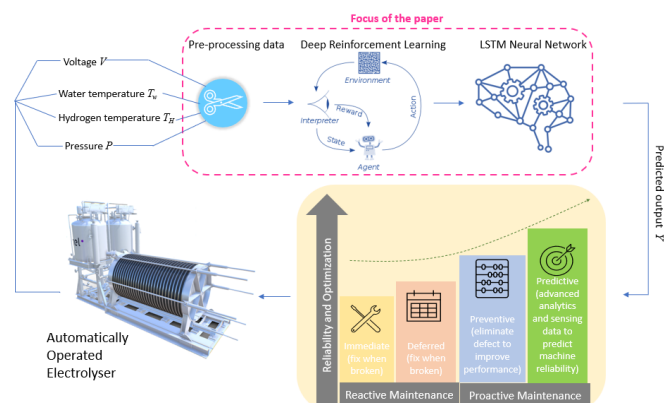 Focus of the paper
Pre-processing data
Deep Reinforcement Learning
LSTM Neural Network
Voltage V
Water temperature T_w
Hydrogen temperature T_H
Pressure P
Environment
Reward
Interpreter
Action
State
Agent
Predicted output Y
Reliability and Optimization
Immediate
(fix when
broken)
Deferred
(fix when
broken)
Preventive
(eliminate
defect to
improve
performance)
Predictive
(advanced
analytics
and sensing
data to
predict
machine
reliability)
Reactive Maintenance
Proactive Maintenance
el
Automatically
Operated
Electrolyser